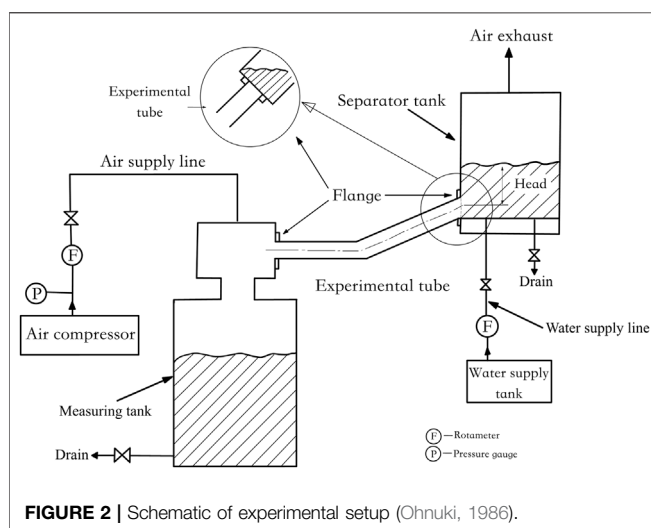 Air exhaust
Experimental
tube
Separator tank
Air supply line
Flange
Head
F
P
Air compressor
Experimental tube
Drain
F
Water supply line
Water supply
tank
Measuring tank
Drain
F—Rotameter
P—Pressure gauge
FIGURE 2 | Schematic of experimental setup (Ohnuki, 1986).